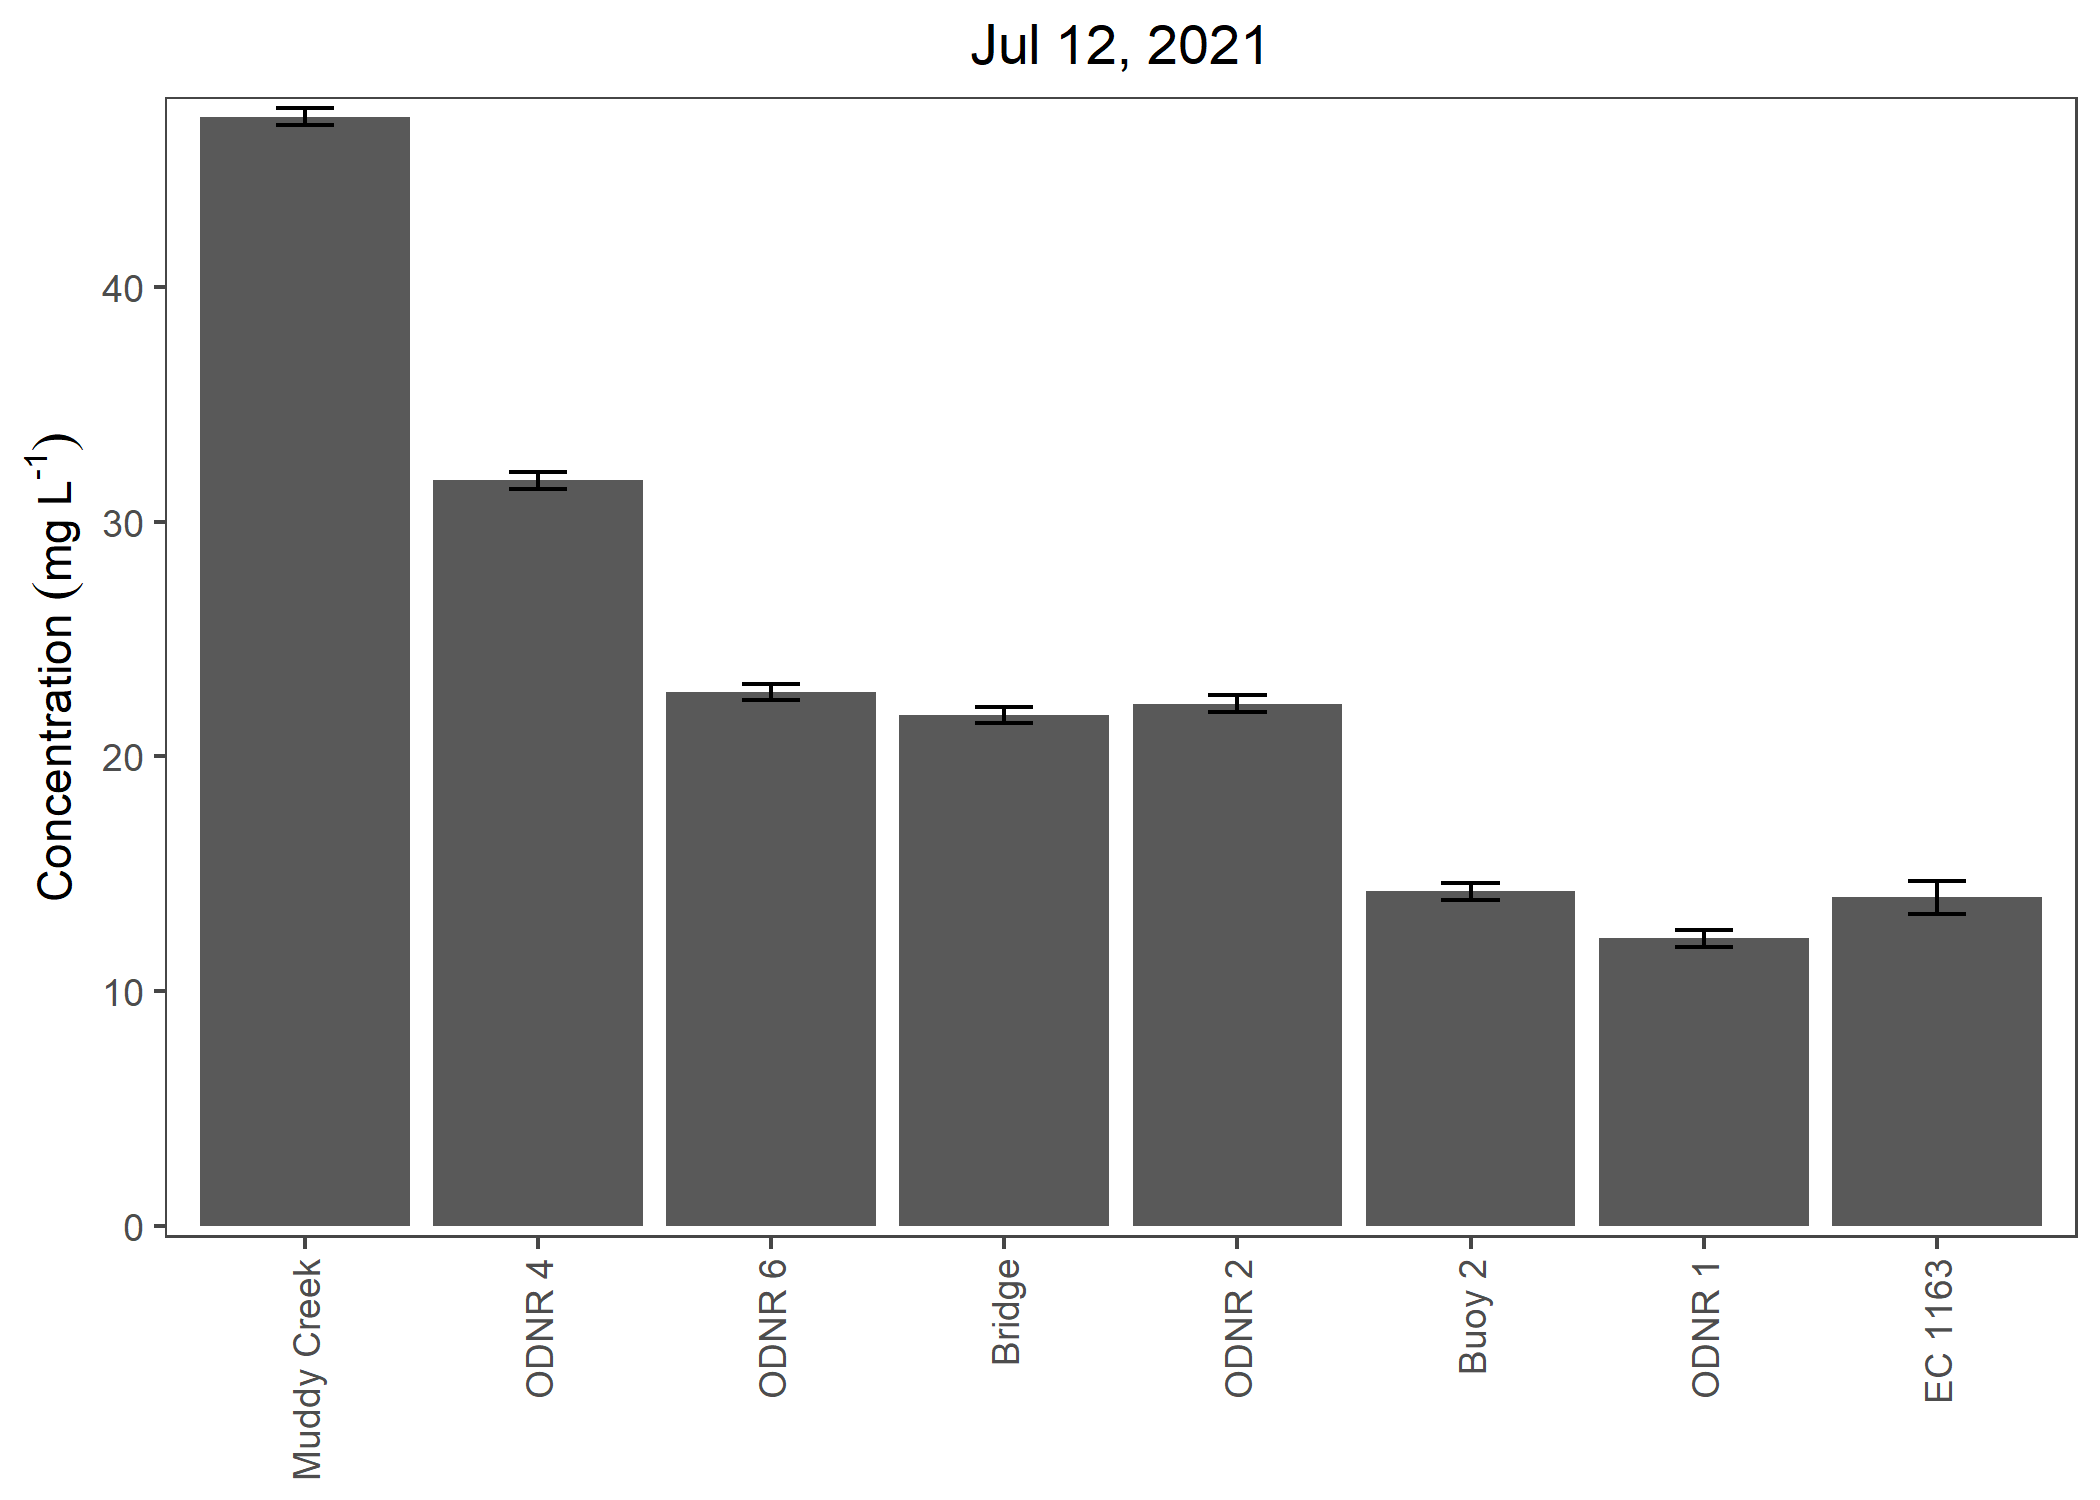 Jul 12, 2021
Concentration (mg L-1)
40
30
20
10
0
Muddy Creek
ODNR 4
ODNR 6
Bridge
ODNR 2
Buoy 2
ODNR 1
EC 1163